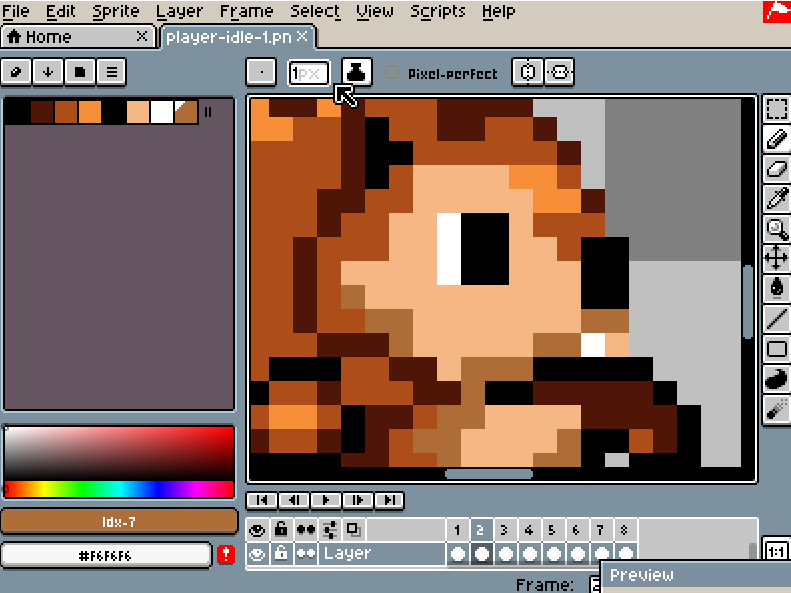 File Edit Sprite Layer Frame Select View Scripts Help
Home player-idle-1.pn
1px Pixel-perfect
Idx-7
#F6F6F6
1 2 3 4 5 6 7 8
Layer
1:1
Preview
Frame: